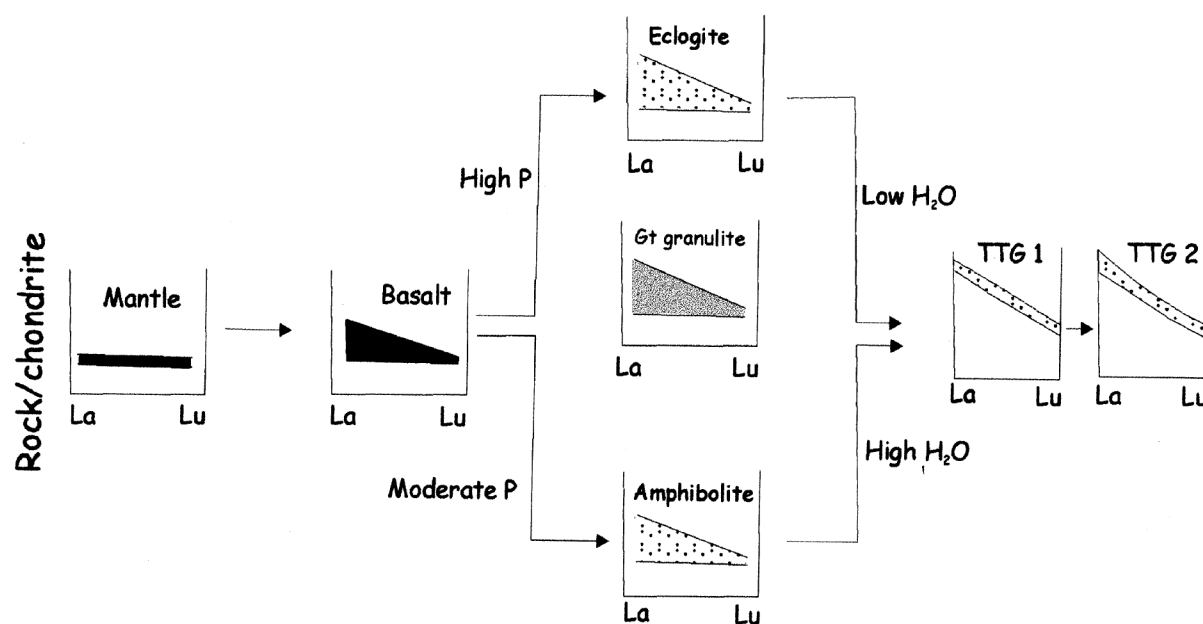 Rock/chondrite
Mantle
La Lu
Basalt
La Lu
High P
Moderate P
Eclogite
La Lu
Gt granulite
La Lu
Amphibolite
La Lu
Low H₂O
High H₂O
TTG 1
La Lu
TTG 2
La Lu